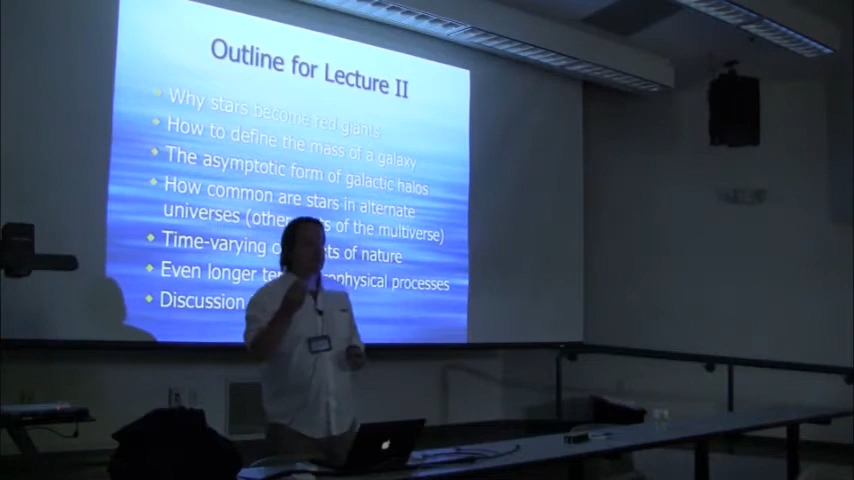 Outline for Lecture II
Why stars become red giants
How to define the mass of a galaxy
The asymptotic form of galactic halos
How common are stars in alternate
universes (other of the multiverse)
Time-varying of nature
Even longer processes
Discussion